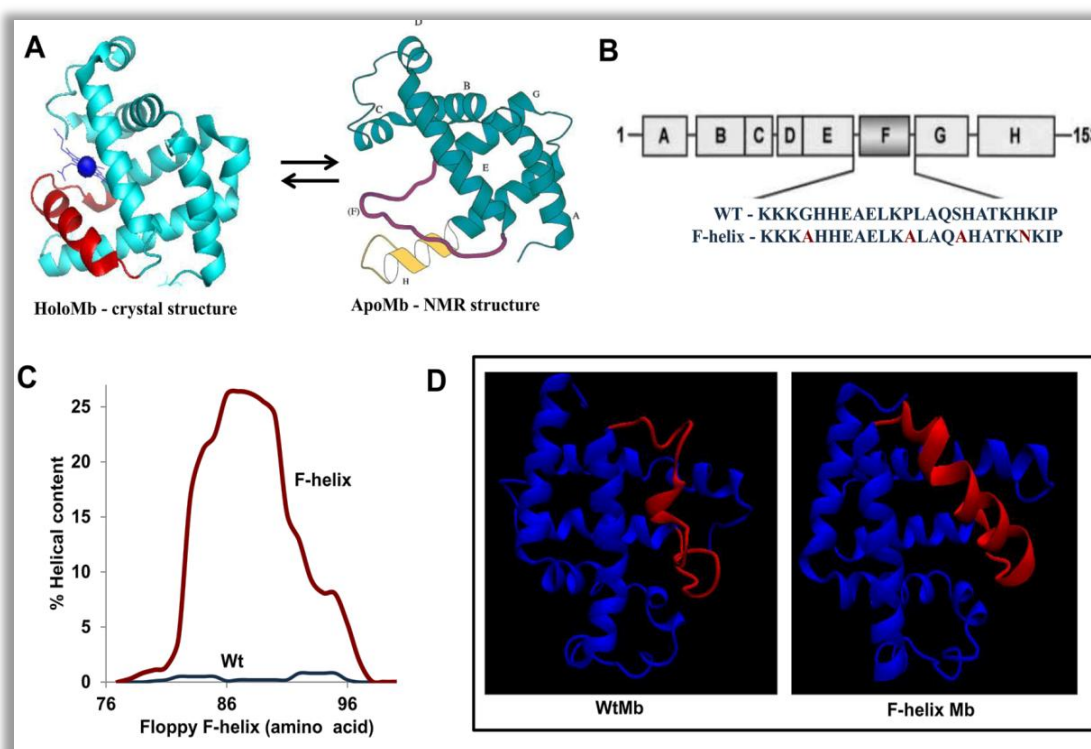 A
D
B
G
C
E
(F)
A
H
HoloMb - crystal structure
ApoMb - NMR structure
B
1
A
B
C
D
E
F
G
H
WT - KKKGHHEAELKPLAQSHATKHKIP
F-helix - KKKAHHEAELKALAQAHATKNKIP
C
% Helical content
25
20
15
10
5
0
F-helix
Wt
76
86
96
Floppy F-helix (amino acid)
D
WtMb
F-helix Mb